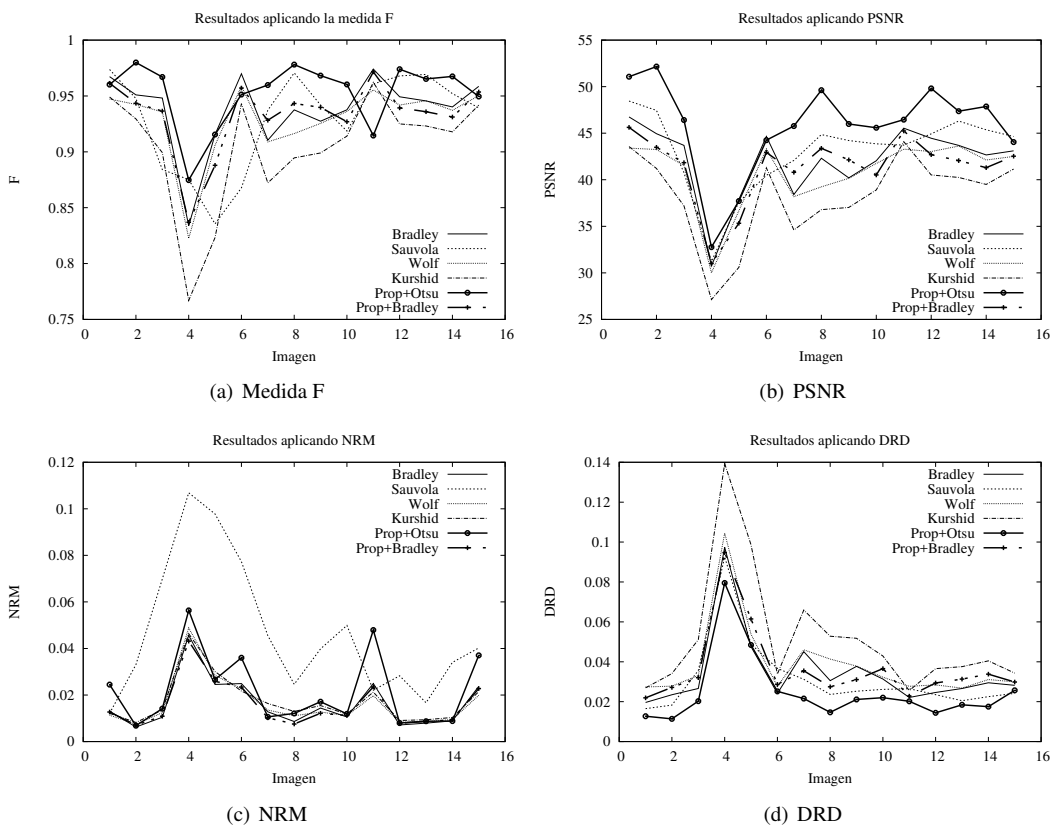 Resultados aplicando la medida F
1
0.95
0.9
0.85
0.8
0.75
F
0 2 4 6 8 10 12 14 16
Imagen
Bradley
Sauvola
Wolf
Kurshid
Prop+Otsu
Prop+Bradley
(a) Medida F
Resultados aplicando PSNR
55
50
45
40
35
30
25
PSNR
0 2 4 6 8 10 12 14 16
Imagen
Bradley
Sauvola
Wolf
Kurshid
Prop+Otsu
Prop+Bradley
(b) PSNR
Resultados aplicando NRM
0.12
0.1
0.08
0.06
0.04
0.02
0
NRM
0 2 4 6 8 10 12 14 16
Imagen
Bradley
Sauvola
Wolf
Kurshid
Prop+Otsu
Prop+Bradley
(c) NRM
Resultados aplicando DRD
0.14
0.12
0.1
0.08
0.06
0.04
0.02
0
DRD
0 2 4 6 8 10 12 14 16
Imagen
Bradley
Sauvola
Wolf
Kurshid
Prop+Otsu
Prop+Bradley
(d) DRD